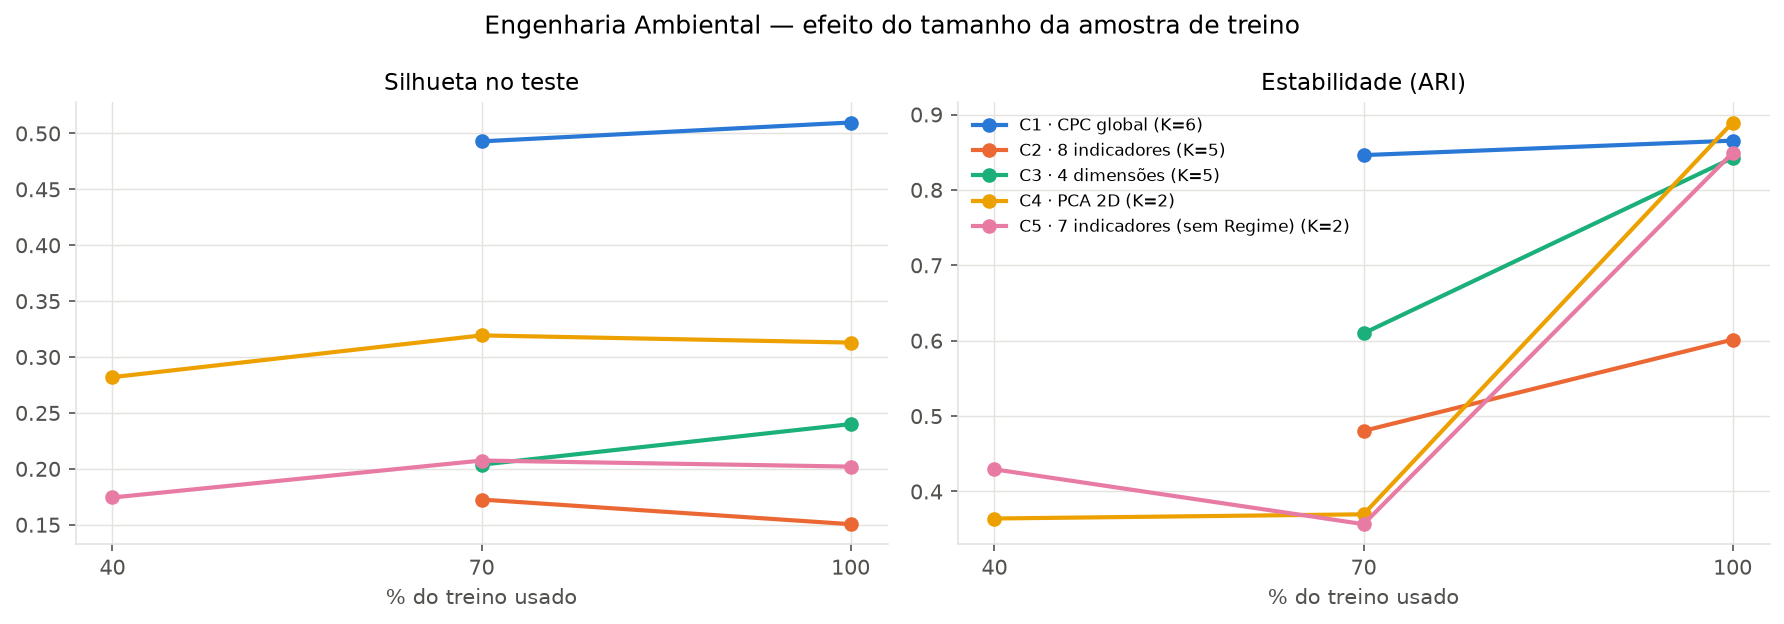 Engenharia Ambiental — efeito do tamanho da amostra de treino
Silhueta no teste
0.50
0.45
0.40
0.35
0.30
0.25
0.20
0.15
40
70
100
% do treino usado
Estabilidade (ARI)
C1 · CPC global (K=6)
C2 · 8 indicadores (K=5)
C3 · 4 dimensões (K=5)
C4 · PCA 2D (K=2)
C5 · 7 indicadores (sem Regime) (K=2)
0.9
0.8
0.7
0.6
0.5
0.4
40
70
100
% do treino usado